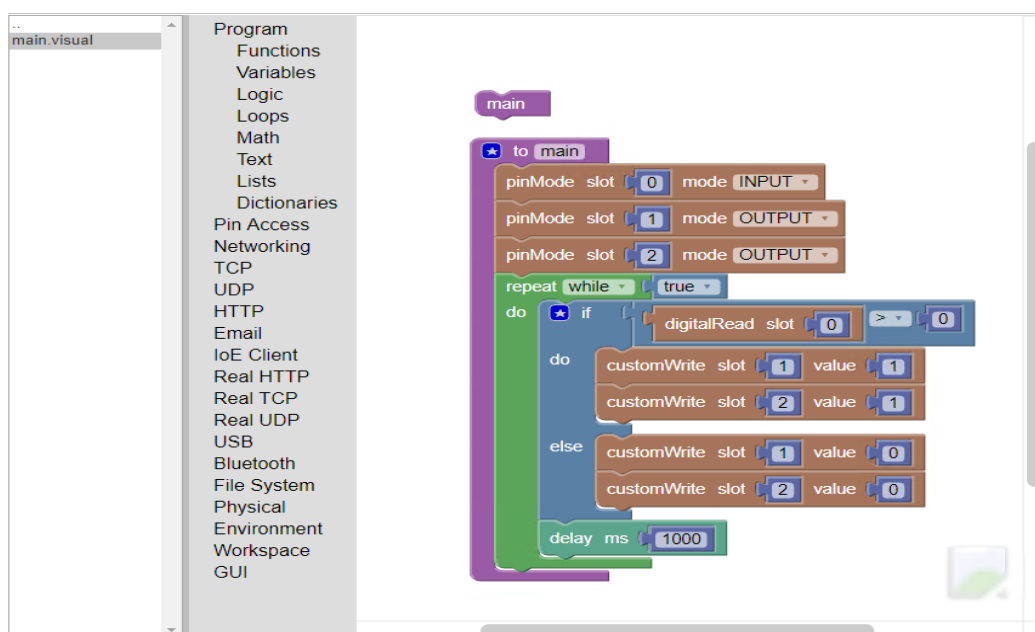 ..
main.visual
Program
Functions
Variables
Logic
Loops
Math
Text
Lists
Dictionaries
Pin Access
Networking
TCP
UDP
HTTP
Email
IoE Client
Real HTTP
Real TCP
Real UDP
USB
Bluetooth
File System
Physical
Environment
Workspace
GUI
main
to main
pinMode slot 0 mode INPUT
pinMode slot 1 mode OUTPUT
pinMode slot 2 mode OUTPUT
repeat while true
do if digitalRead slot 0 > 0
do customWrite slot 1 value 1
customWrite slot 2 value 1
else customWrite slot 1 value 0
customWrite slot 2 value 0
delay ms 1000